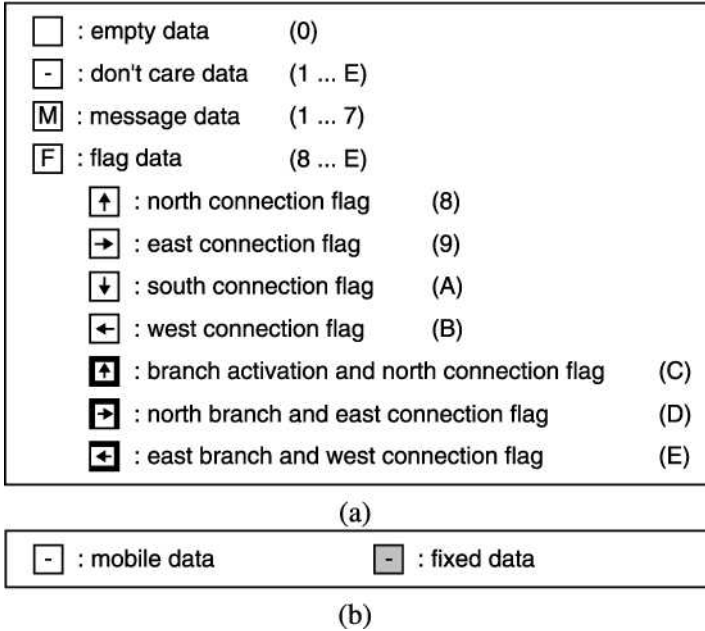 : empty data (0)
- : don't care data (1 ... E)
M : message data (1 ... 7)
F : flag data (8 ... E)
↑ : north connection flag (8)
→ : east connection flag (9)
↓ : south connection flag (A)
← : west connection flag (B)
↑ : branch activation and north connection flag (C)
→ : north branch and east connection flag (D)
← : east branch and west connection flag (E)
(a)
- : mobile data - : fixed data
(b)